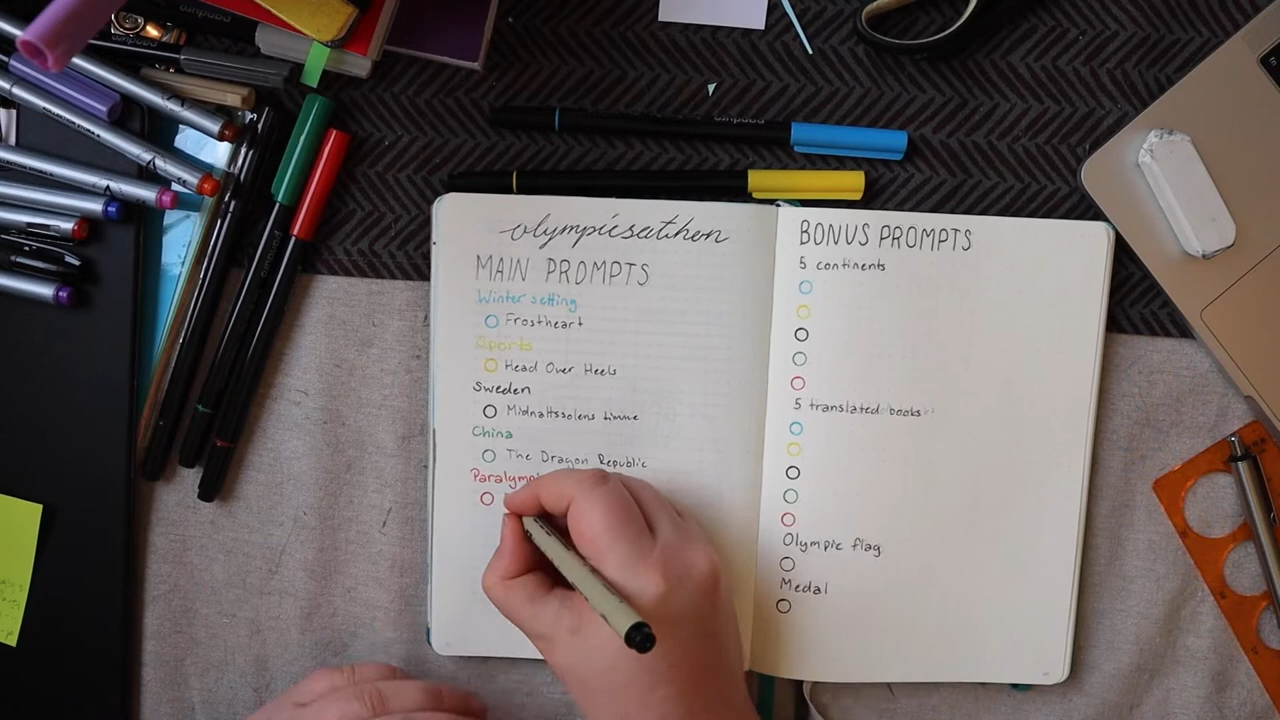 olympicsathon
MAIN PROMPTS
Winter setting
Frostheart
Sports
Head Over Heels
Sweden
Midnattssolens timme
China
The Dragon Republic
BONUS PROMPTS
5 continents
5 translated books
Olympic flag
Medal